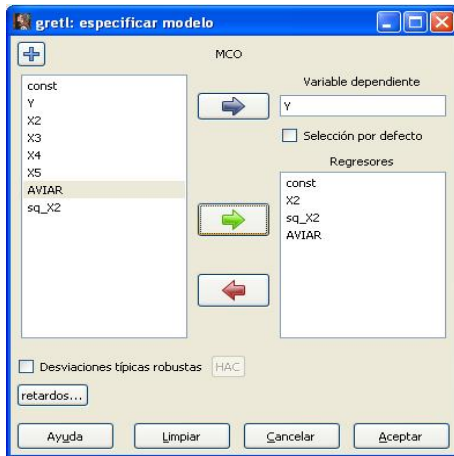 gretl: especificar modelo
MCO
const
Y
X2
X3
X4
X5
AVIAR
sq_X2
Variable dependiente
Y
Selección por defecto
Regresores
const
X2
sq_X2
AVIAR
Desviaciones típicas robustas HAC
retardos...
Ayuda Limpiar Cancelar Aceptar